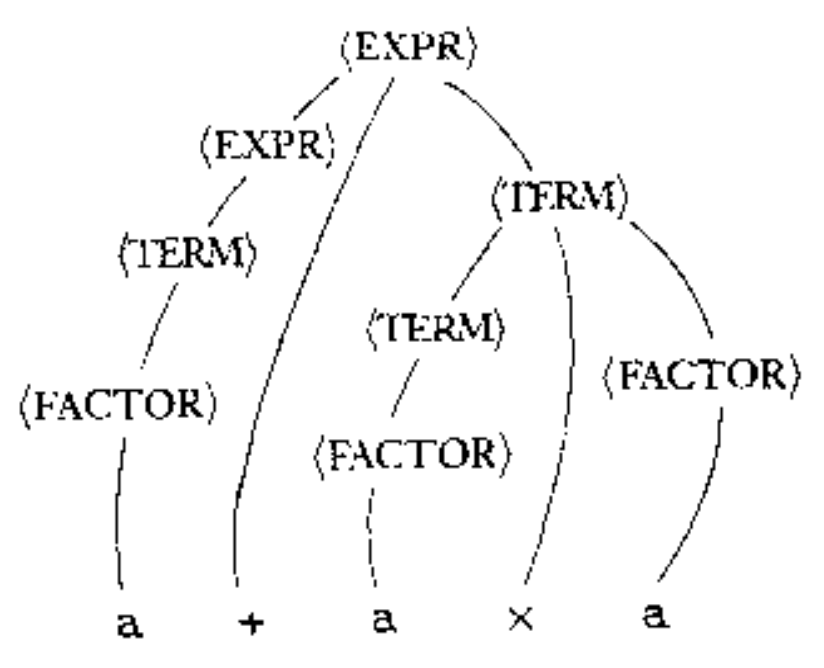 ⟨EXPR⟩
⟨EXPR⟩
⟨TERM⟩
⟨TERM⟩
⟨TERM⟩
⟨FACTOR⟩
⟨FACTOR⟩
⟨FACTOR⟩
a + a × a